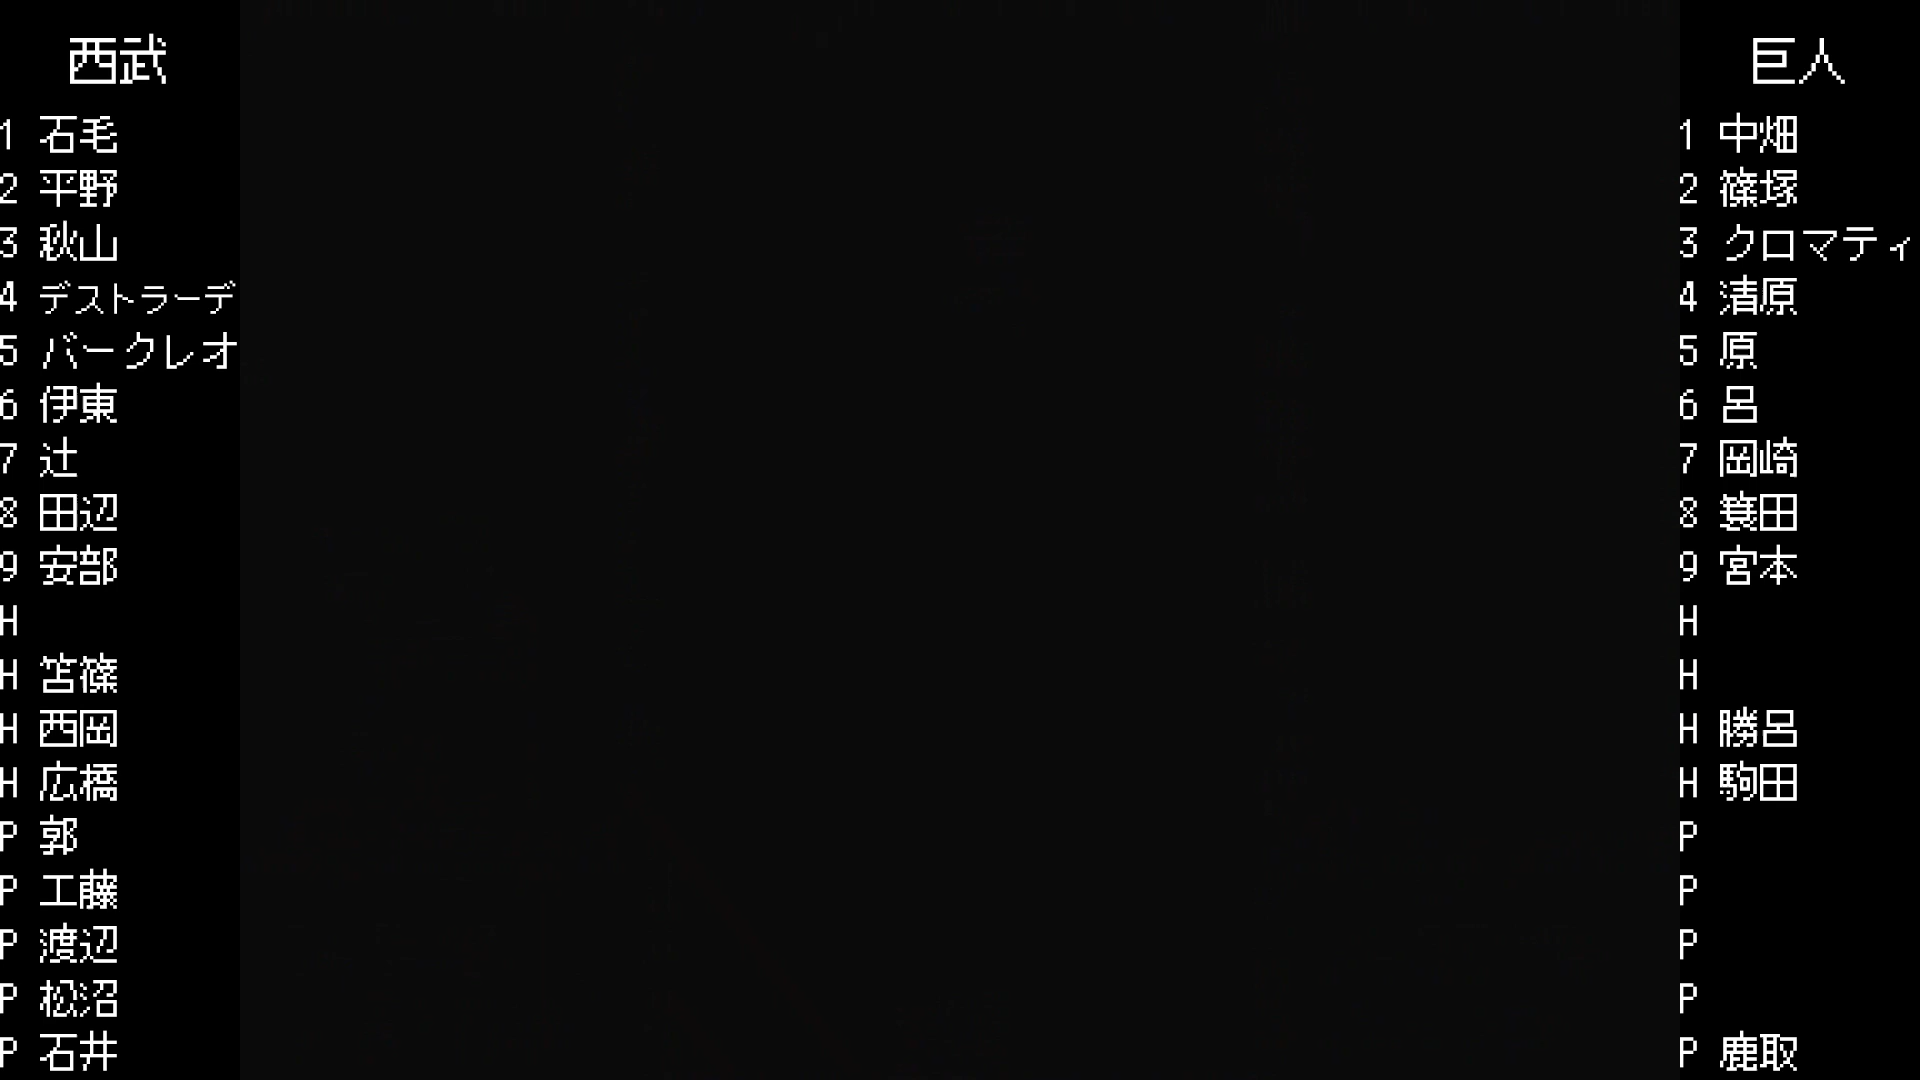 西武
1 石毛
2 平野
3 秋山
4 デストラーデ
5 バークレオ
6 伊東
7 辻
8 田辺
9 安部
H
H 笘篠
H 西岡
H 広橋
P 郭
P 工藤
P 渡辺
P 松沼
P 石井
巨人
1 中畑
2 篠塚
3 クロマティ
4 清原
5 原
6 呂
7 岡崎
8 簑田
9 宮本
H
H
H 勝呂
H 駒田
P
P
P
P
P 鹿取